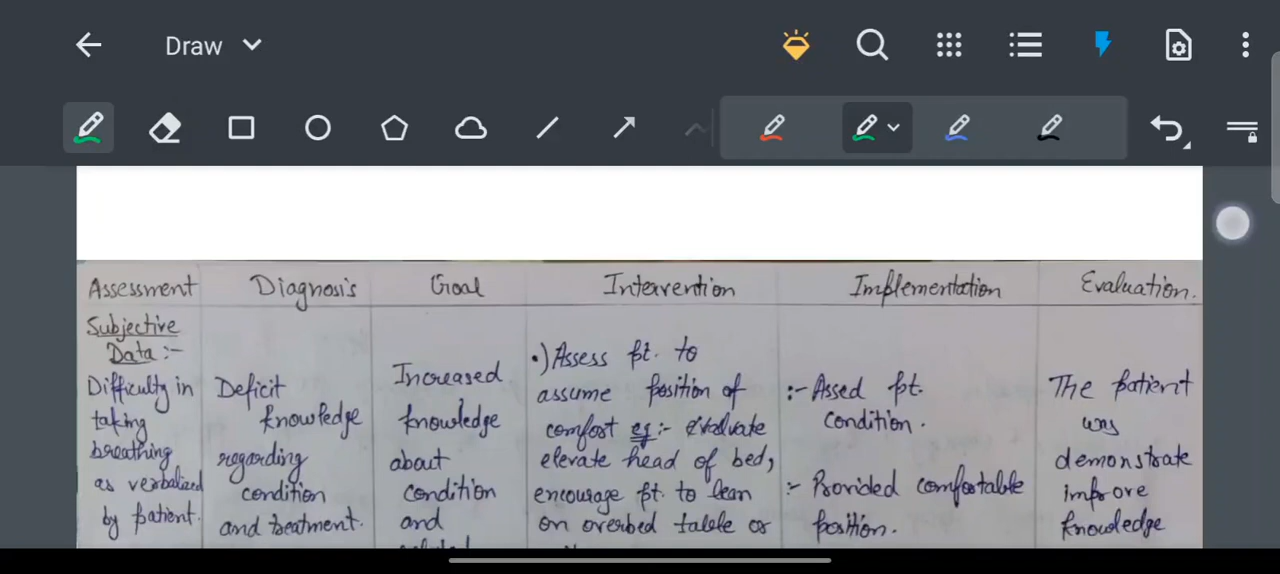 Draw
Assessment Diagnosis Goal Intervention Implementation Evaluation.
Subjective
Data :-
Difficulty in
taking
breathing
as verbalized
by patient.
Deficit
knowledge
regarding
condition
and treatment.
Increased
knowledge
about
condition
and
•) Assess pt. to
assume position of
comfort eg:- evaluate
elevate head of bed,
encourage pt. to lean
on overbed table or
:- Assed pt.
condition.
:- Provided comfortable
position.
The patient
was
demonstrate
improve
knowledge